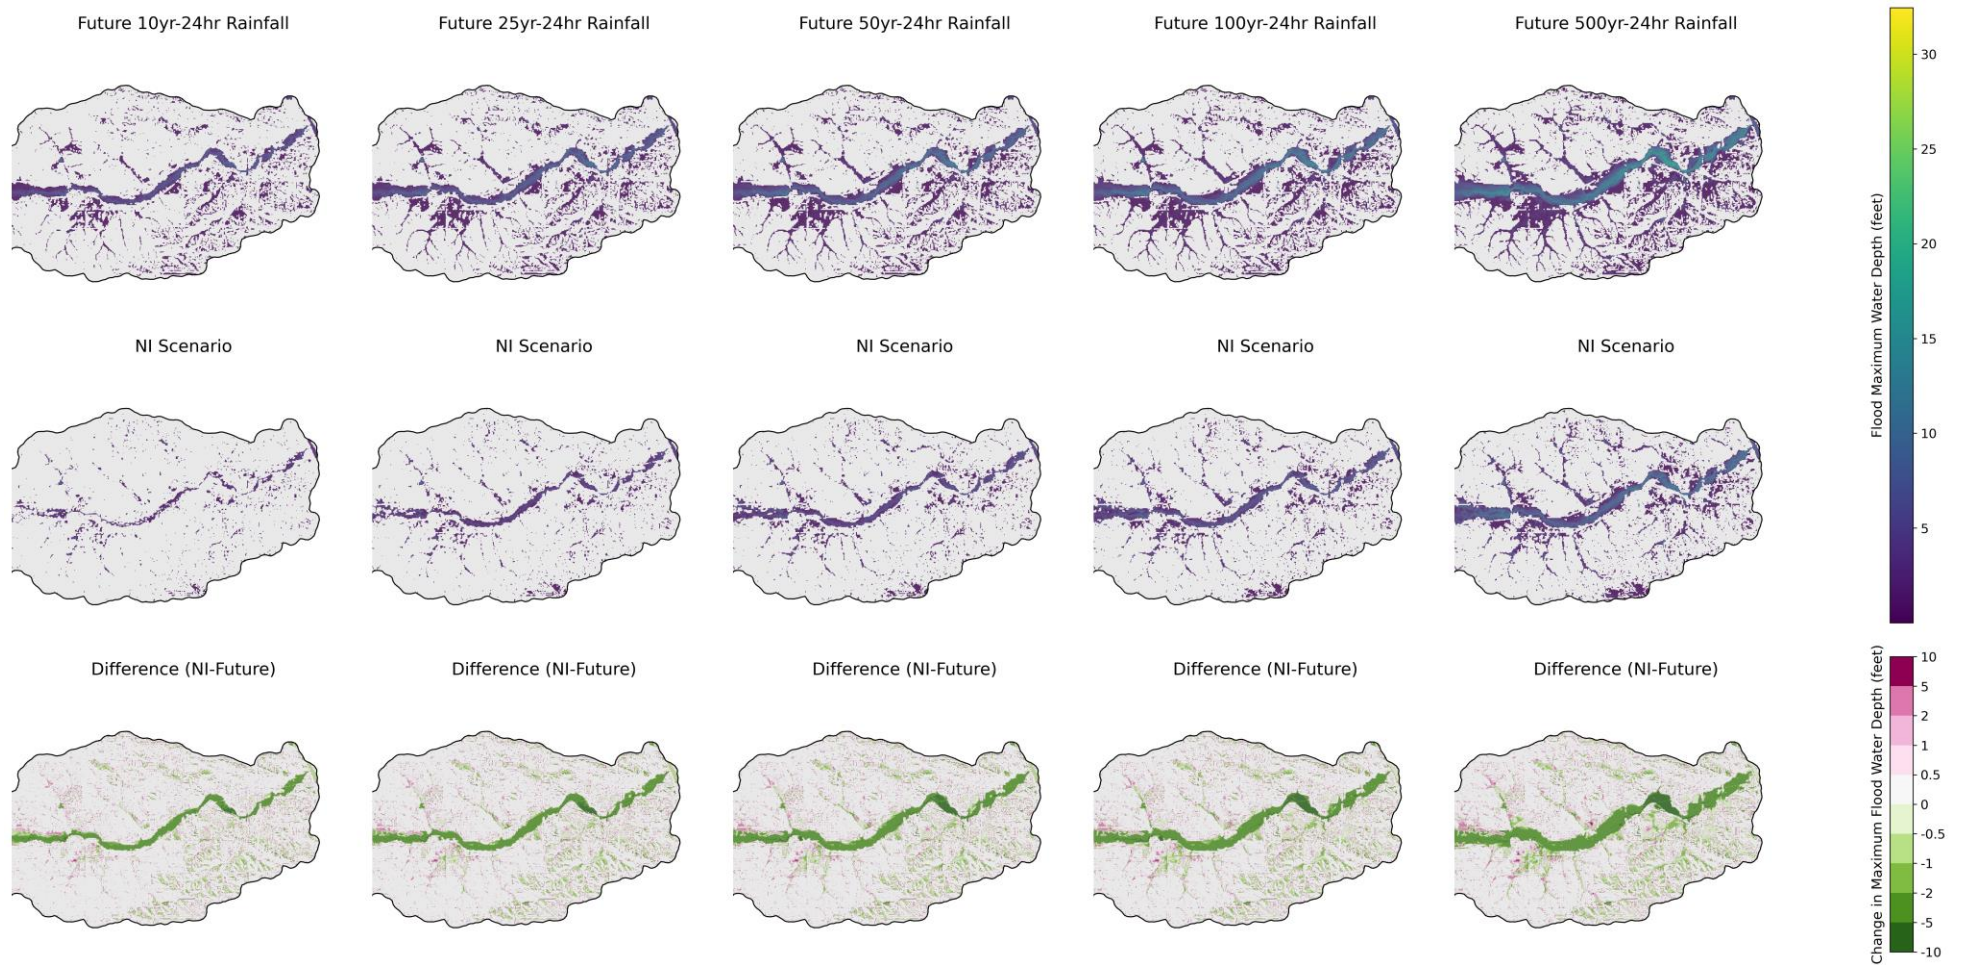 Future 10yr-24hr Rainfall
Future 25yr-24hr Rainfall
Future 50yr-24hr Rainfall
Future 100yr-24hr Rainfall
Future 500yr-24hr Rainfall
NI Scenario
NI Scenario
NI Scenario
NI Scenario
NI Scenario
Difference (NI-Future)
Difference (NI-Future)
Difference (NI-Future)
Difference (NI-Future)
Difference (NI-Future)
Flood Maximum Water Depth (feet)
30
25
20
15
10
5
Change in Maximum Flood Water Depth (feet)
10
5
2
1
0.5
0
-0.5
-1
-2
-5
-10